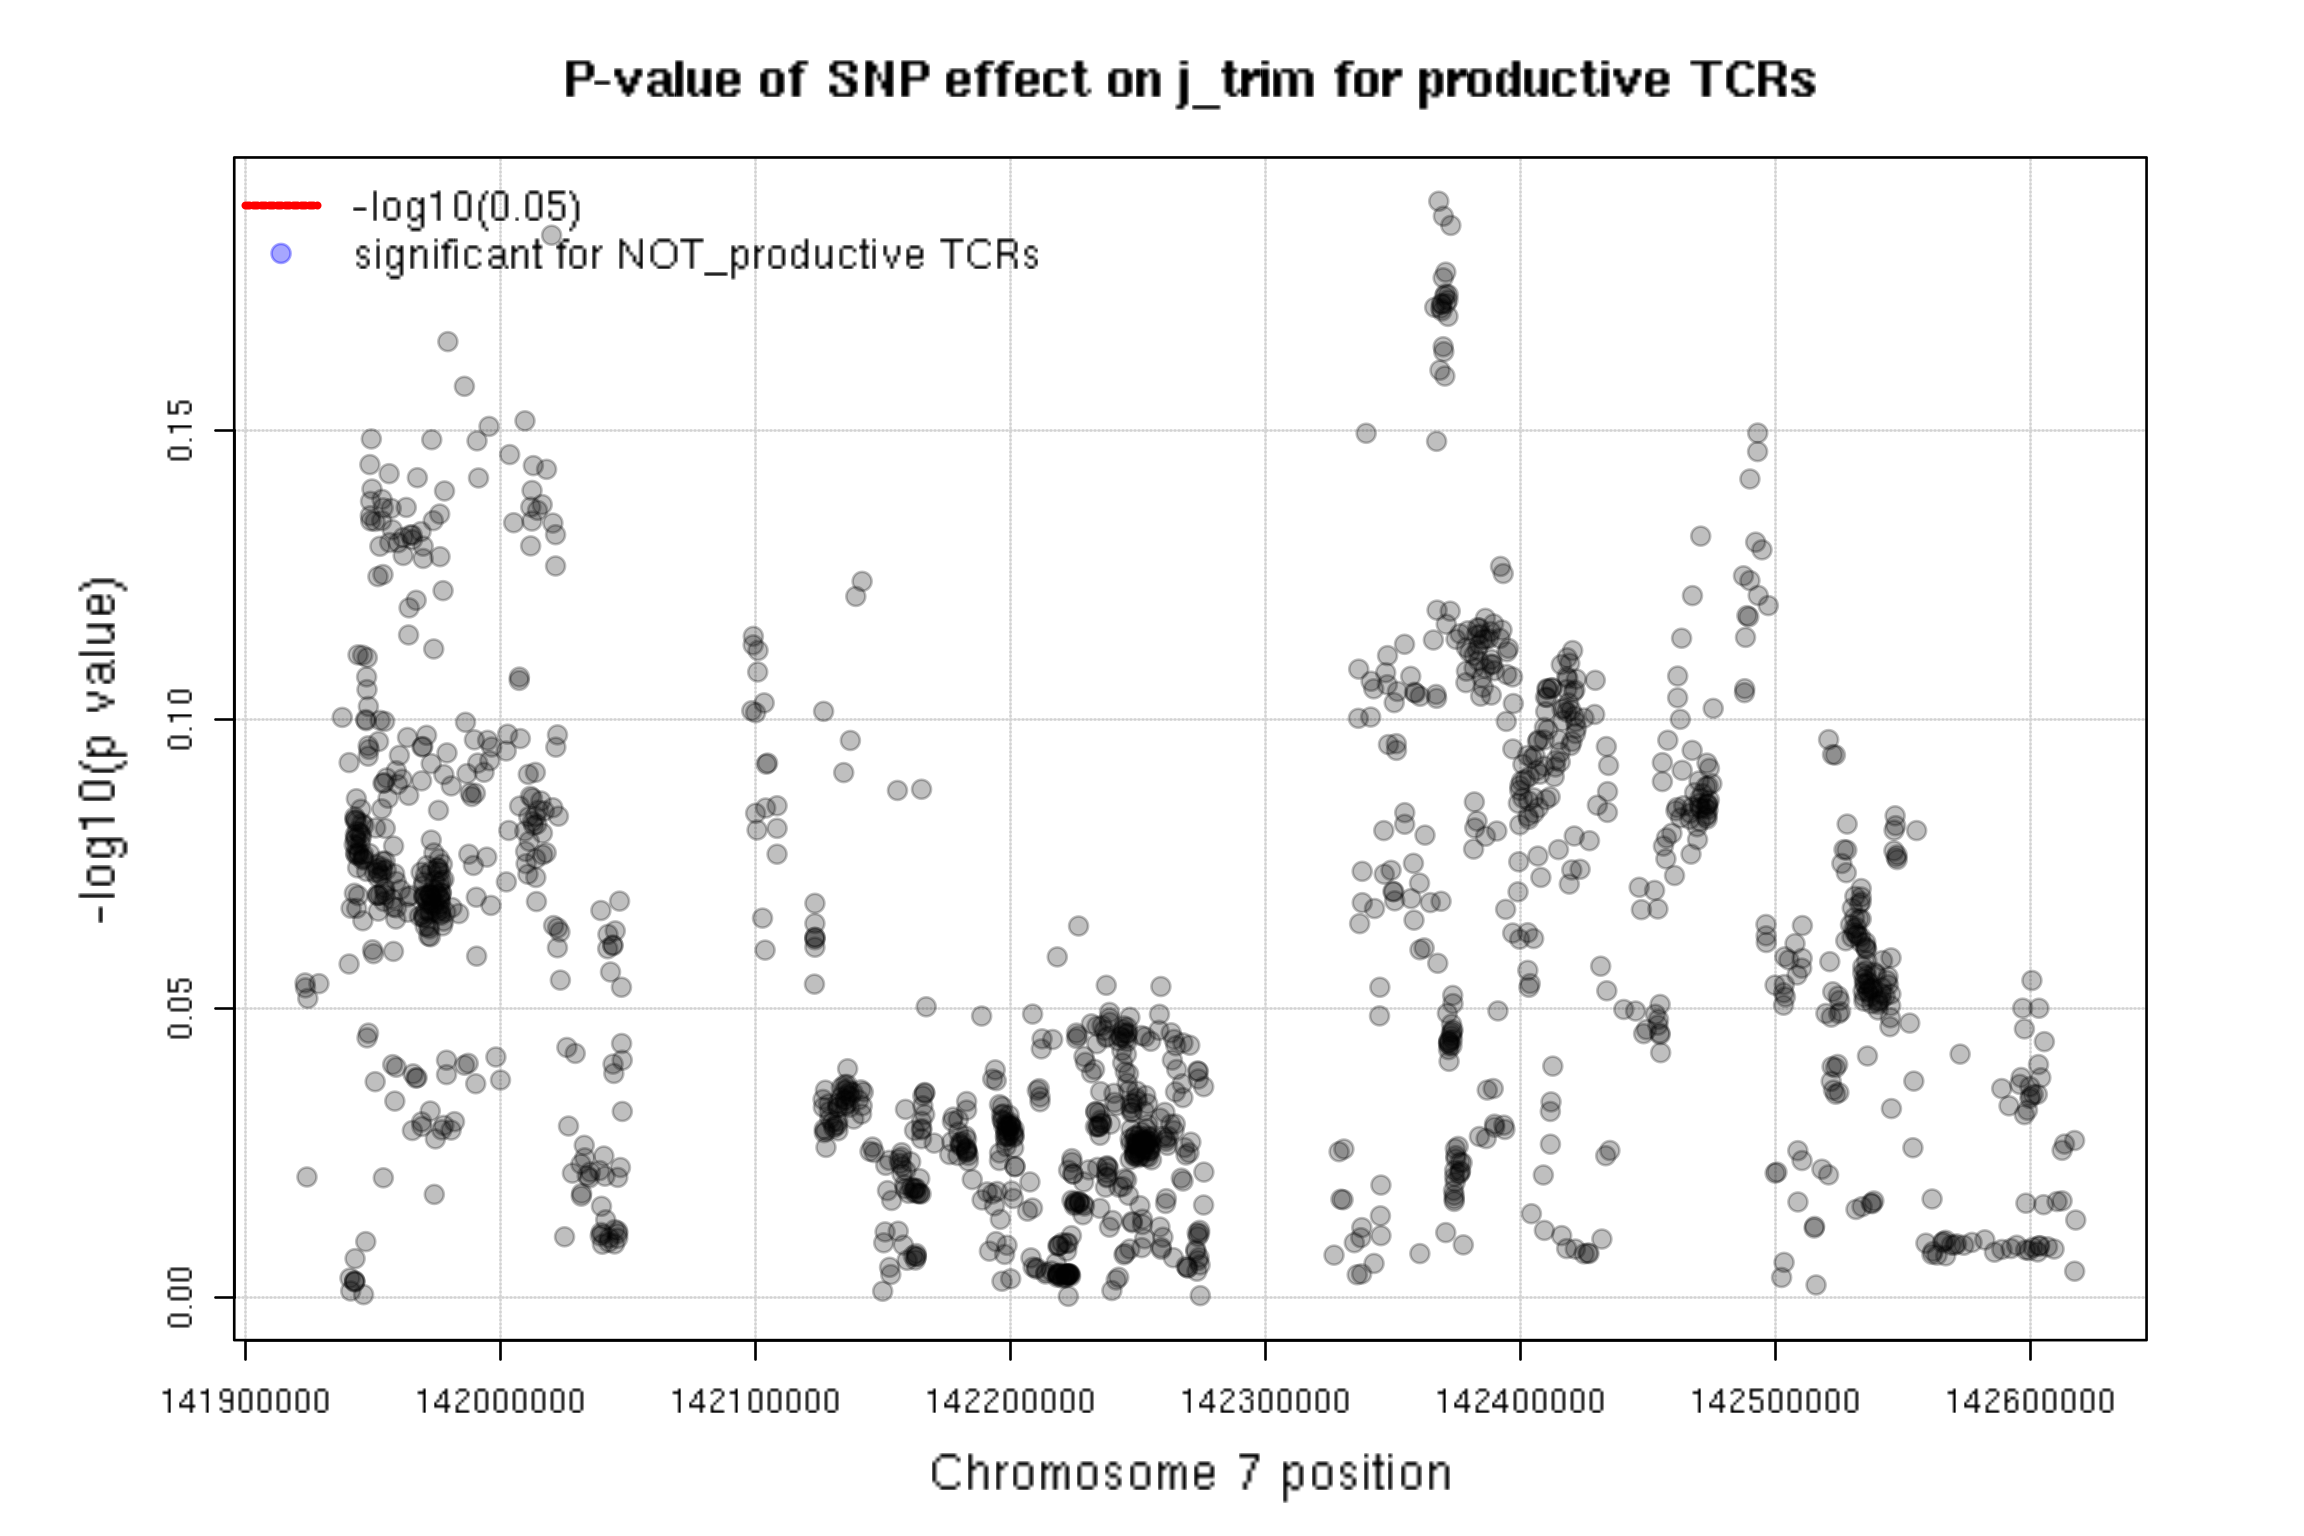 P-value of SNP effect on j_trim for productive TCRs
-log10(0.05)
significant for NOT_productive TCRs
-log10(p value)
0.15
0.10
0.05
0.00
141900000 142000000 142100000 142200000 142300000 142400000 142500000 142600000
Chromosome 7 position